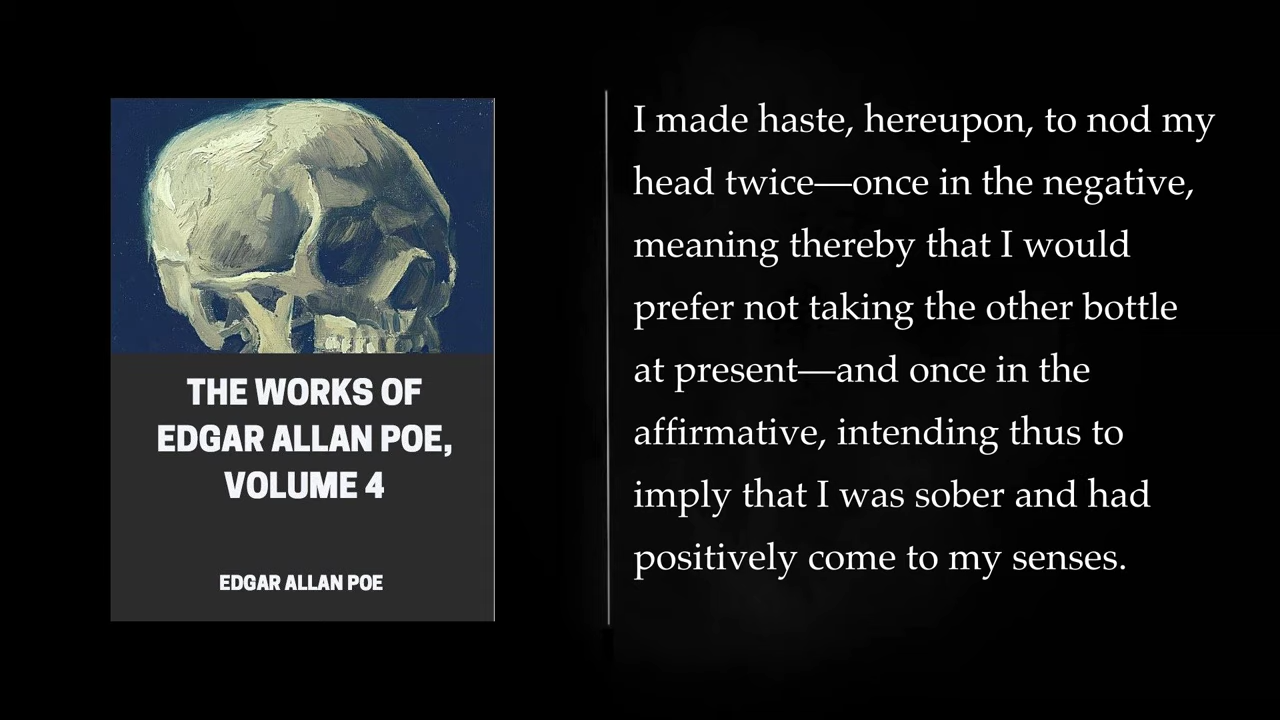 THE WORKS OF
EDGAR ALLAN POE,
VOLUME 4
EDGAR ALLAN POE
I made haste, hereupon, to nod my
head twice—once in the negative,
meaning thereby that I would
prefer not taking the other bottle
at present—and once in the
affirmative, intending thus to
imply that I was sober and had
positively come to my senses.